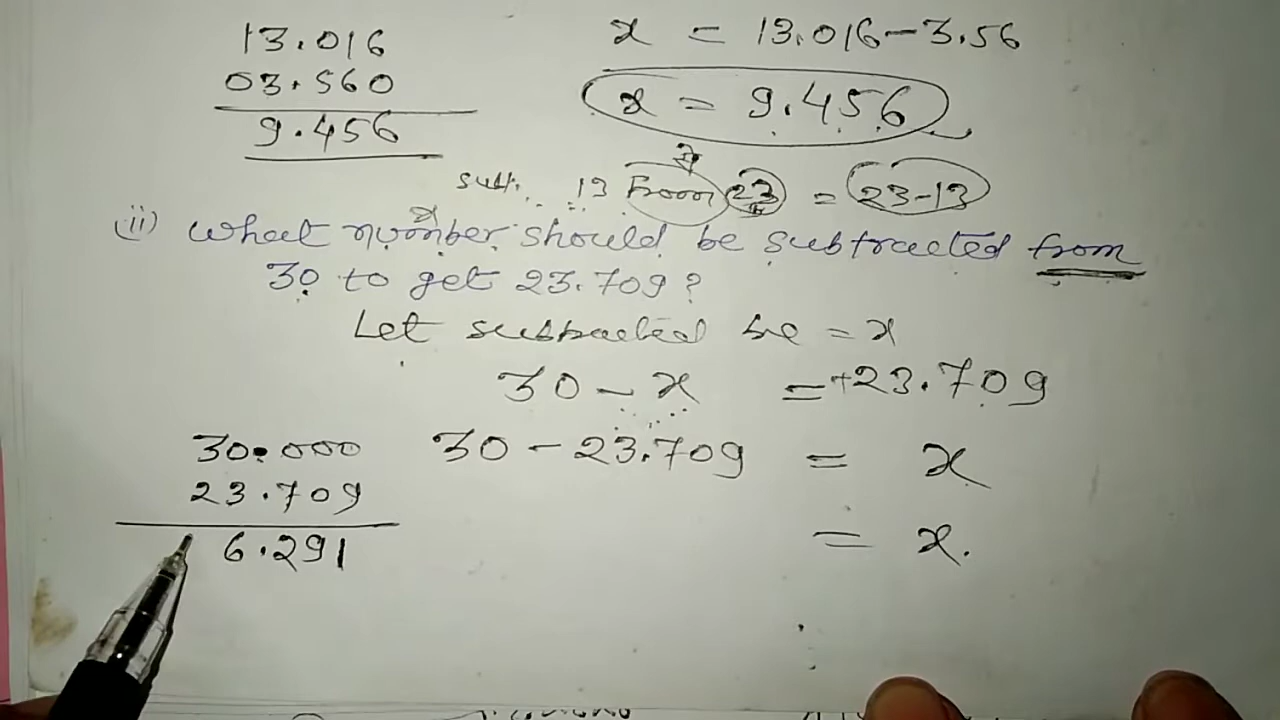 13.016
03.560
9.456
x = 13.016-3.56
x = 9.456
sub. 13 From 23 = 23-13
x
(ii) What number should be subtracted from
30 to get 23.709?
Let subtracted be = x
30 - x = +23.709
30.000
23.709
6.291
30 - 23.709 = x
= x.